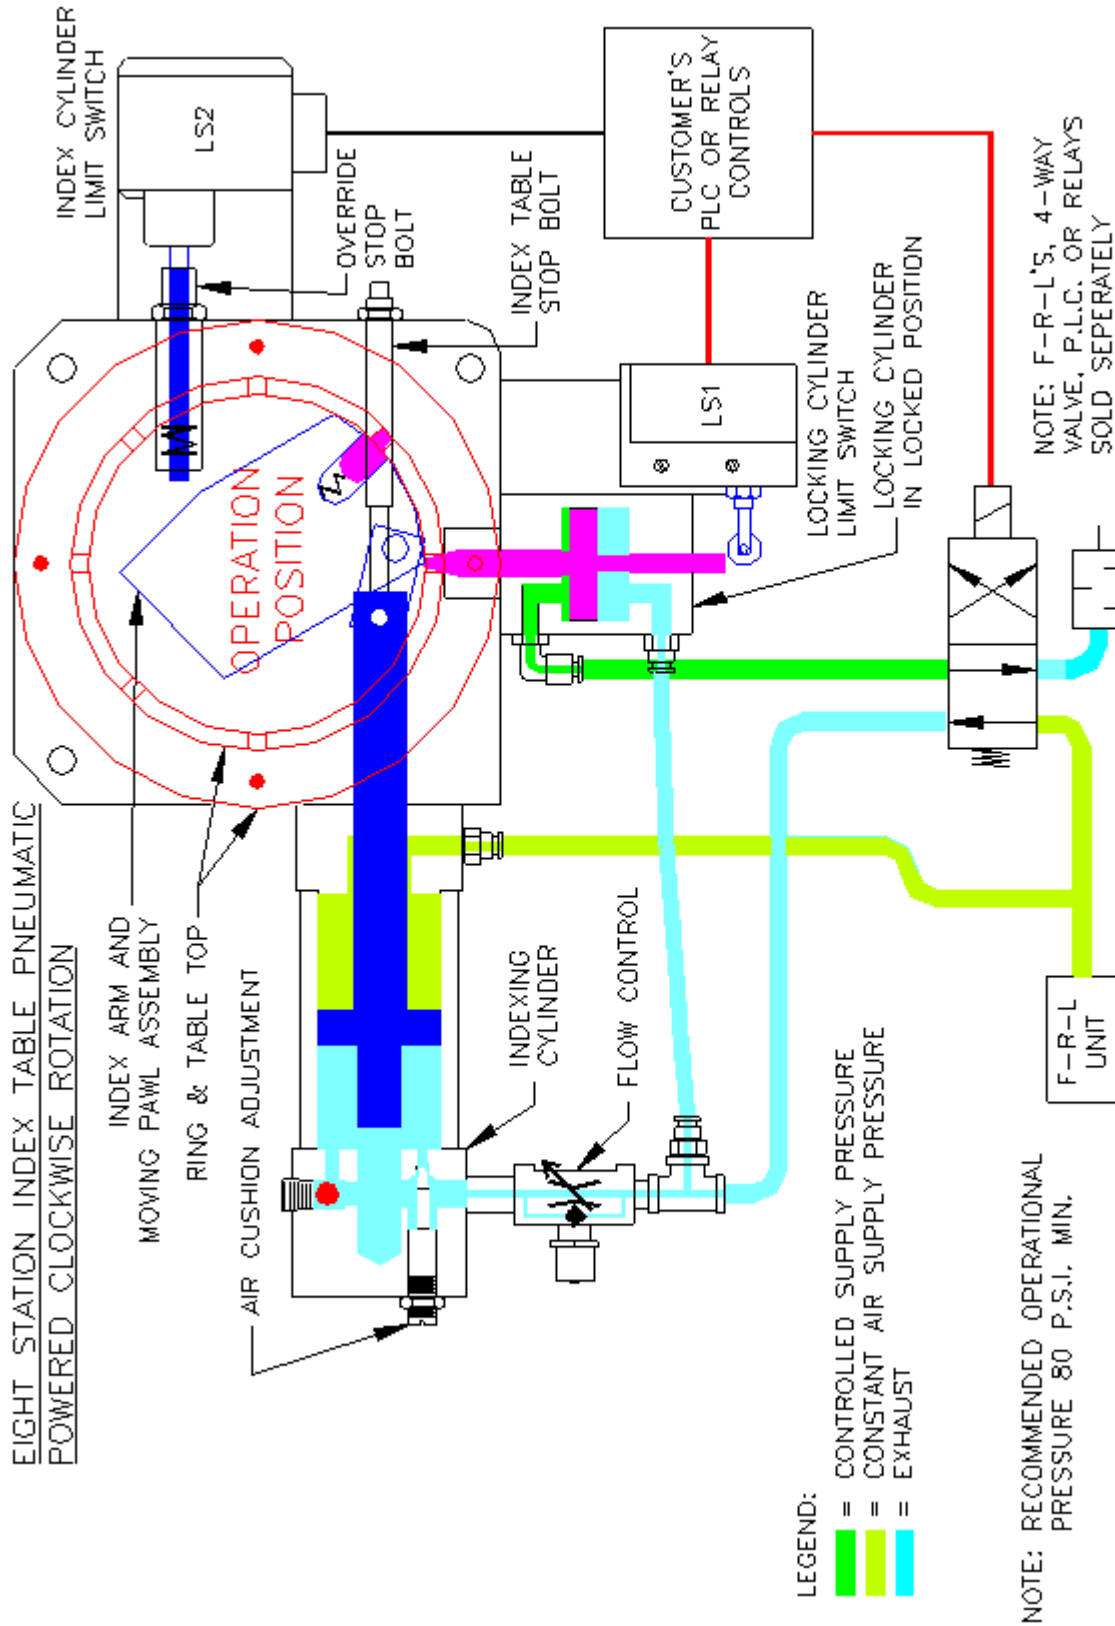 EIGHT STATION INDEX TABLE PNEUMATIC
POWERED CLOCKWISE ROTATION
INDEX ARM AND
MOVING PAWL ASSEMBLY
RING & TABLE TOP
AIR CUSHION ADJUSTMENT
INDEXING
CYLINDER
FLOW CONTROL
OPERATION
POSITION
INDEX CYLINDER
LIMIT SWITCH
LS2
OVERRIDE
STOP
BOLT
INDEX TABLE
STOP BOLT
CUSTOMER'S
PLC OR RELAY
CONTROLS
LS1
LOCKING CYLINDER
LIMIT SWITCH
LOCKING CYLINDER
IN LOCKED POSITION
NOTE: F-R-L'S, 4-WAY
VALVE, P.L.C. OR RELAYS
SOLD SEPERATELY
F-R-L
UNIT
LEGEND:
= CONTROLLED SUPPLY PRESSURE
= CONSTANT AIR SUPPLY PRESSURE
= EXHAUST
NOTE: RECOMMENDED OPERATIONAL
PRESSURE 80 P.S.I. MIN.